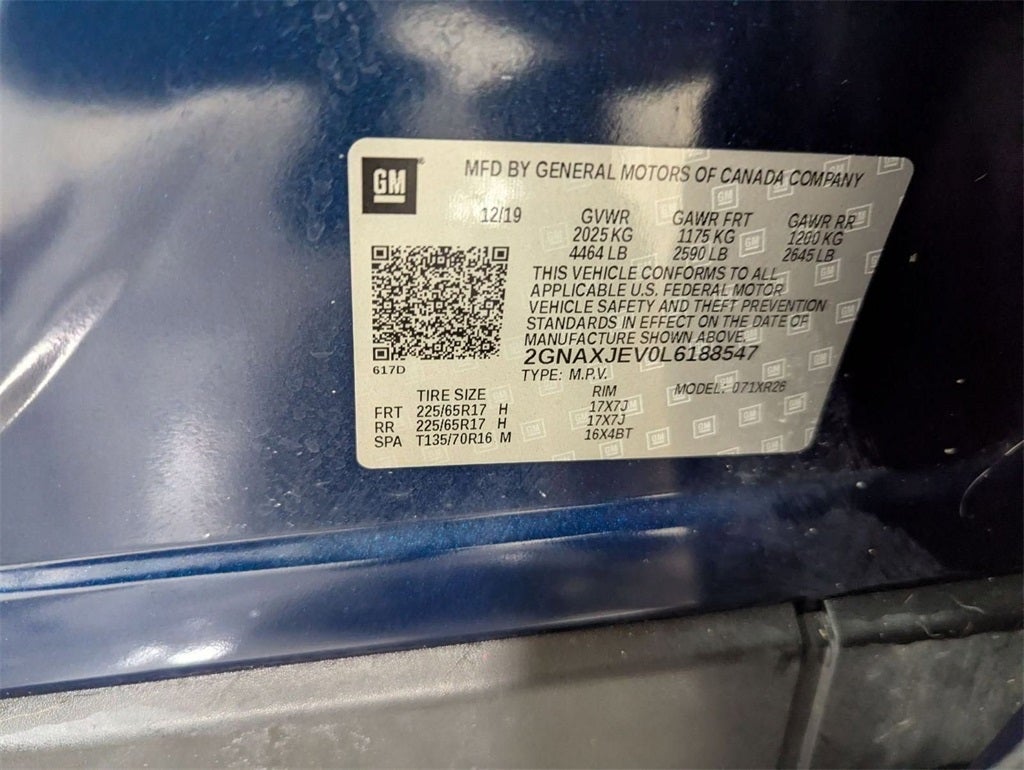 GM
MFD BY GENERAL MOTORS OF CANADA COMPANY
12/19 GVWR GAWR FRT GAWR RR
2025 KG 1175 KG 1200 KG
4464 LB 2590 LB 2645 LB
THIS VEHICLE CONFORMS TO ALL
APPLICABLE U.S. FEDERAL MOTOR
VEHICLE SAFETY AND THEFT PREVENTION
STANDARDS IN EFFECT ON THE DATE OF
MANUFACTURE SHOWN ABOVE.
2GNAXJEV0L6188547
617D
TYPE: M.P.V.
TIRE SIZE RIM MODEL: 071XR26
FRT 225/65R17 H 17X7J
RR 225/65R17 H 17X7J
SPA T135/70R16 M 16X4BT